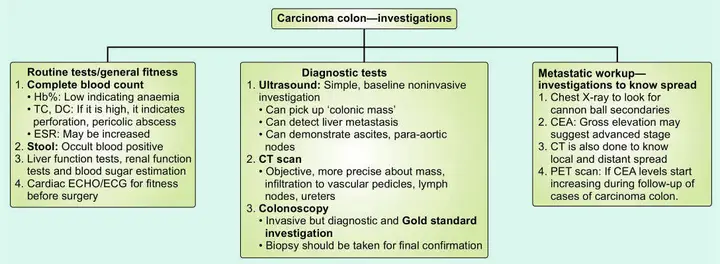 Carcinoma colon—investigations
Routine tests/general fitness
1. Complete blood count
• Hb%: Low indicating anaemia
• TC, DC: If it is high, it indicates
perforation, pericolic abscess
• ESR: May be increased
2. Stool: Occult blood positive
3. Liver function tests, renal function
tests and blood sugar estimation
4. Cardiac ECHO/ECG for fitness
before surgery
Diagnostic tests
1. Ultrasound: Simple, baseline noninvasive
investigation
• Can pick up ‘colonic mass’
• Can detect liver metastasis
• Can demonstrate ascites, para-aortic
nodes
2. CT scan
• Objective, more precise about mass,
infiltration to vascular pedicles, lymph
nodes, ureters
3. Colonoscopy
• Invasive but diagnostic and Gold standard
investigation
• Biopsy should be taken for final confirmation
Metastatic workup—
investigations to know spread
1. Chest X-ray to look for
cannon ball secondaries
2. CEA: Gross elevation may
suggest advanced stage
3. CT is also done to know
local and distant spread
4. PET scan: If CEA levels start
increasing during follow-up of
cases of carcinoma colon.